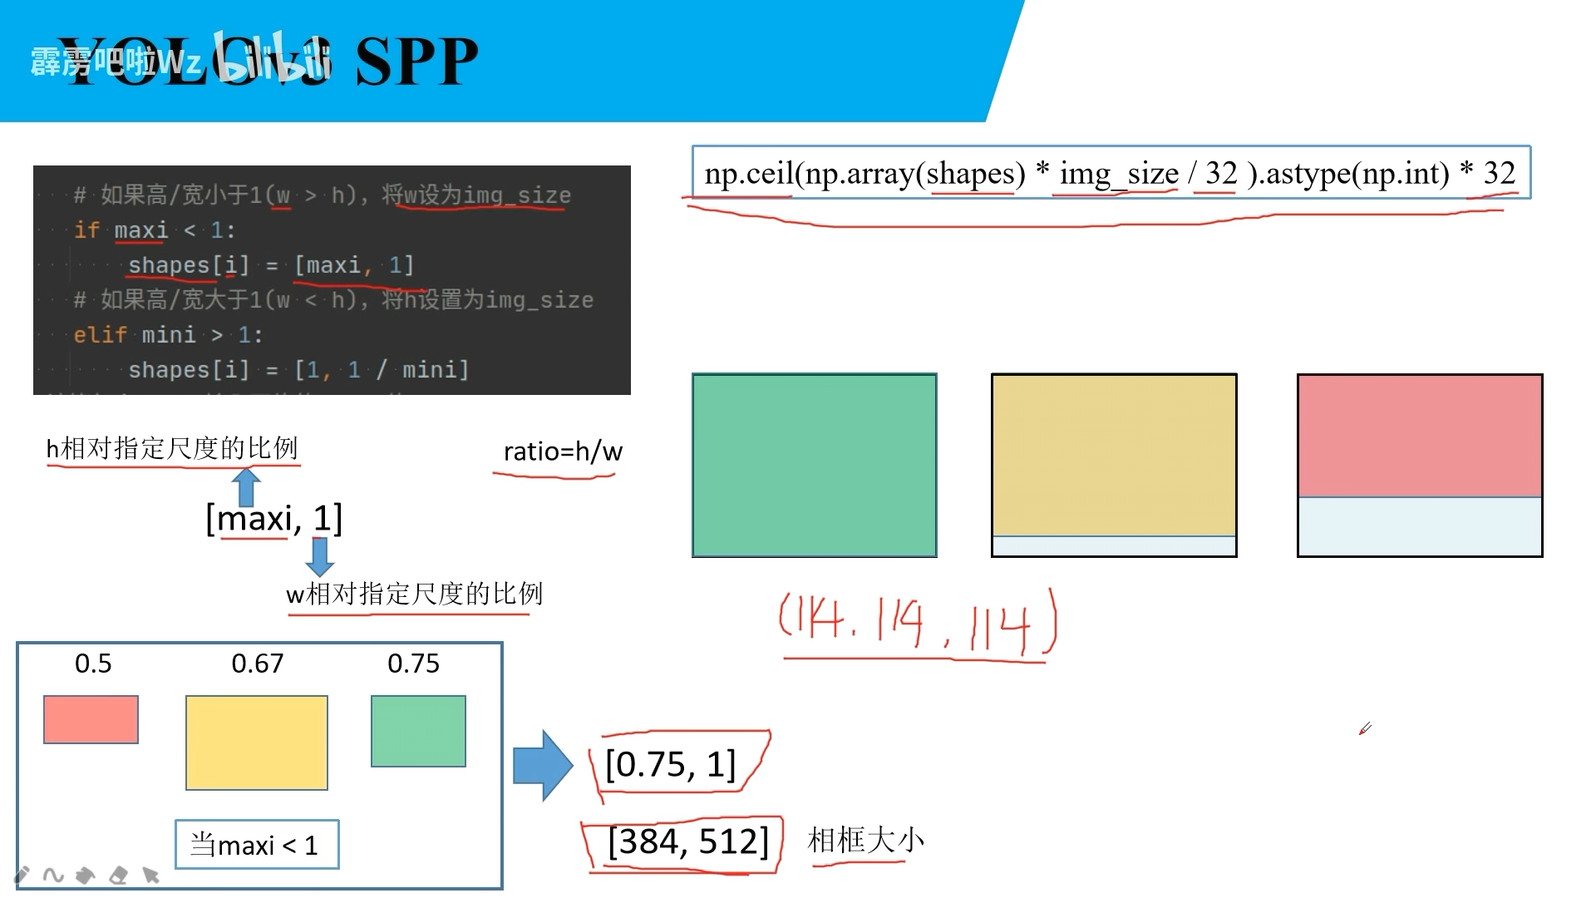 YOLOv3 SPP
霹雳吧啦Wz bilibili
np.ceil(np.array(shapes) * img_size / 32 ).astype(np.int) * 32
# 如果高/宽小于1(w > h)，将w设为img_size
if maxi < 1:
shapes[i] = [maxi, 1]
# 如果高/宽大于1(w < h)，将h设置为img_size
elif mini > 1:
shapes[i] = [1, 1 / mini]
h相对指定尺度的比例
ratio=h/w
[maxi, 1]
w相对指定尺度的比例
(114.114,114)
0.5 0.67 0.75
当maxi < 1
[0.75, 1]
[384, 512] 相框大小